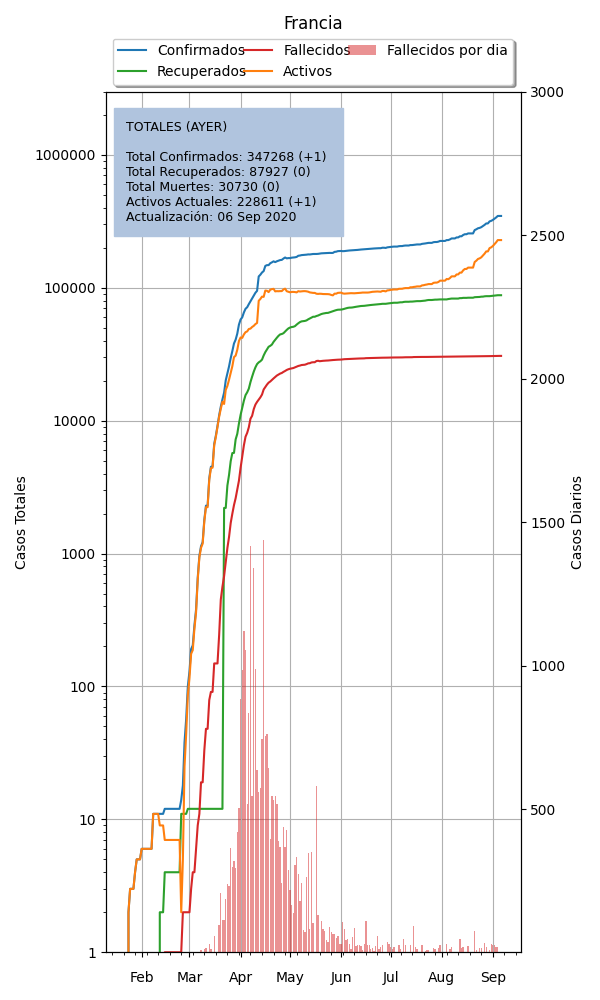 Francia
Confirmados Fallecidos Fallecidos por dia
Recuperados Activos
TOTALES (AYER)
Total Confirmados: 347268 (+1)
Total Recuperados: 87927 (0)
Total Muertes: 30730 (0)
Activos Actuales: 228611 (+1)
Actualización: 06 Sep 2020
Casos Totales
1000000
100000
10000
1000
100
10
1
3000
2500
2000
1500
1000
500
Casos Diarios
Feb Mar Apr May Jun Jul Aug Sep